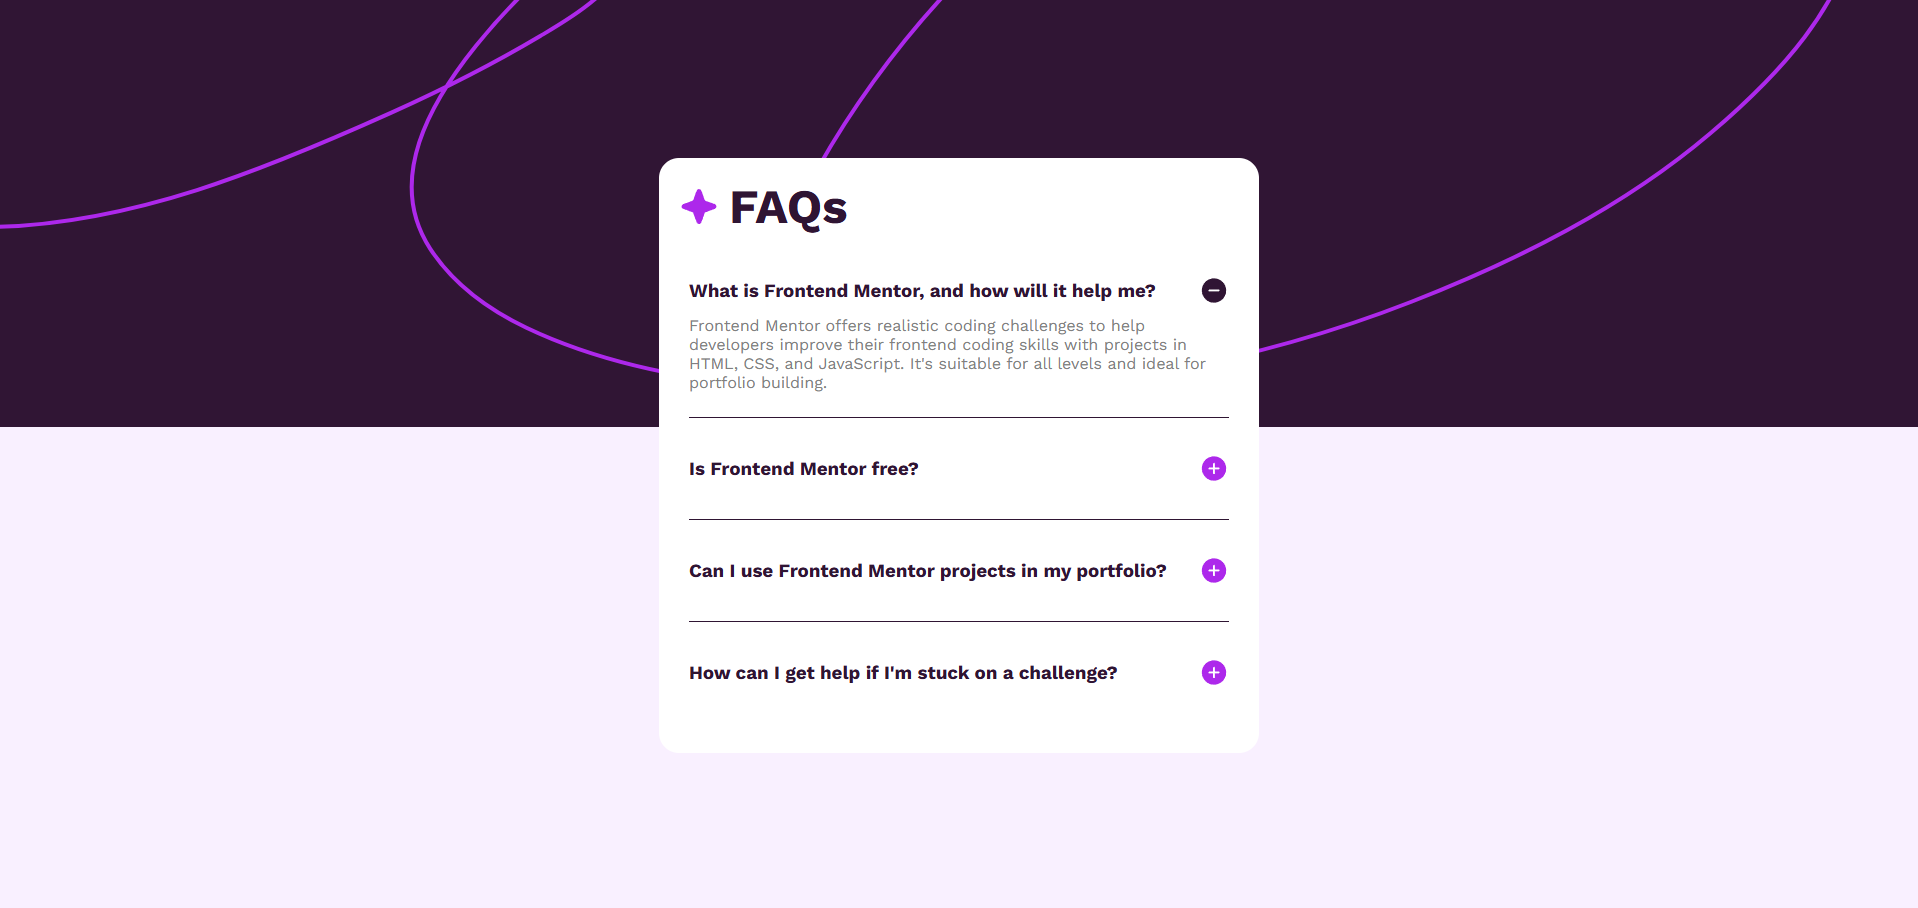 FAQs
What is Frontend Mentor, and how will it help me?
Frontend Mentor offers realistic coding challenges to help
developers improve their frontend coding skills with projects in
HTML, CSS, and JavaScript. It's suitable for all levels and ideal for
portfolio building.
Is Frontend Mentor free?
Can I use Frontend Mentor projects in my portfolio?
How can I get help if I'm stuck on a challenge?